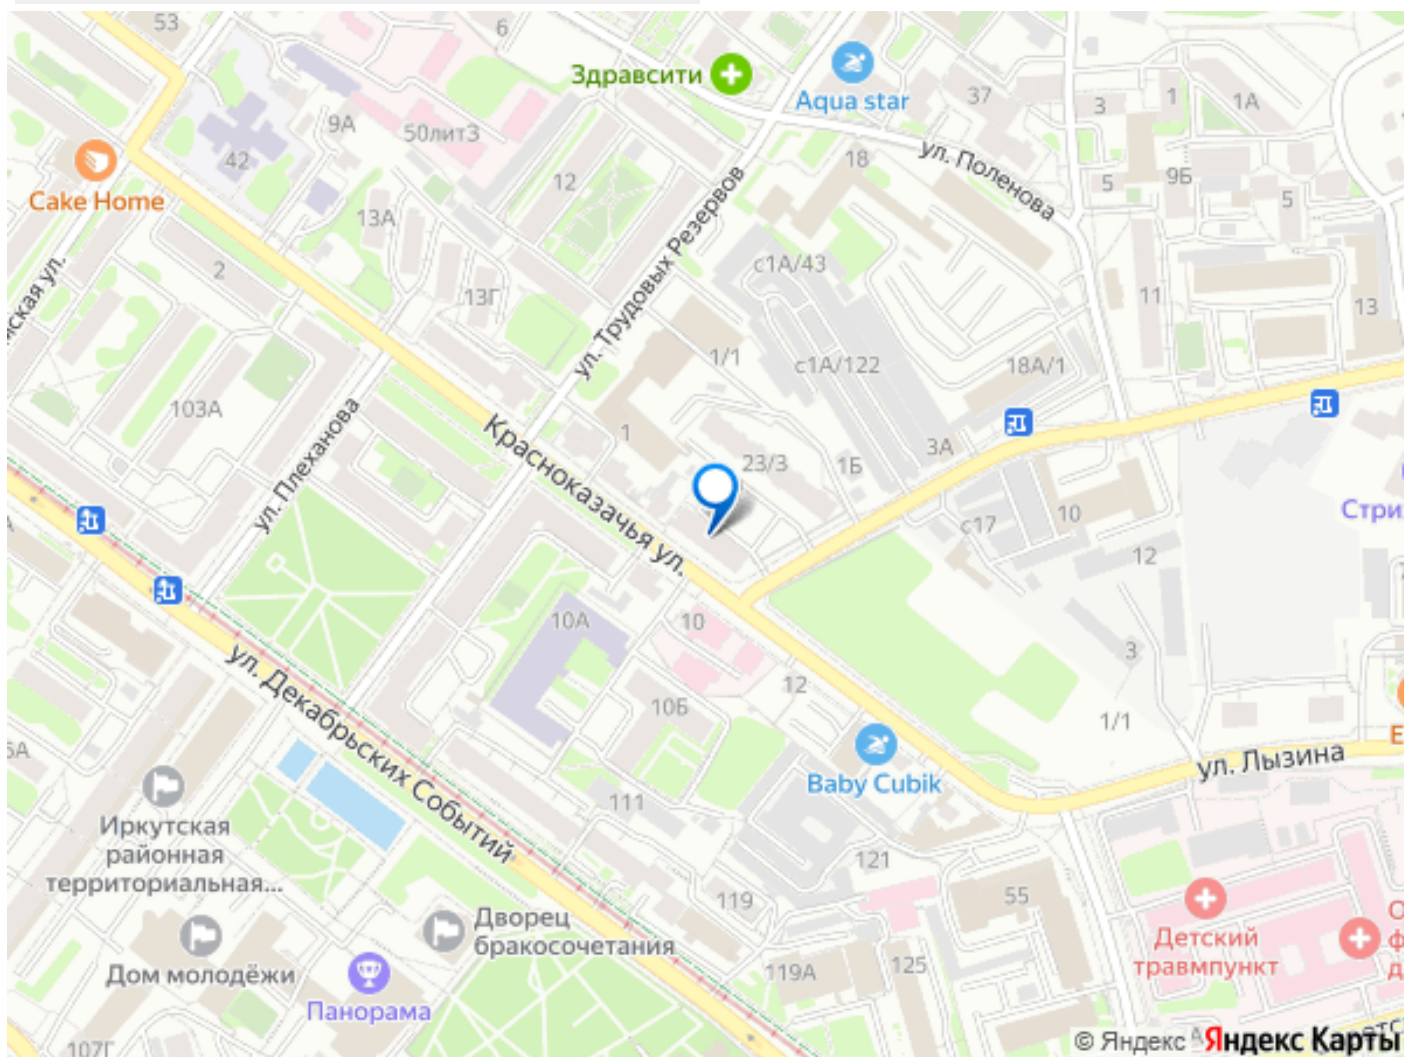 53
6
Здравсити
Aqua star
37
3
1
1А
9А
50лит3
42
Cake Home
12
18
ул. Поленова
5
9Б
5
13А
ул. Трудовых Резервов
2
13Г
с1А/43
11
13
1/1
с1А/122
18А/1
103А
ул. Плеханова
Красноказачья ул.
1
23/3
1Б
3А
с17
10
12
10А
10
3
12
10Б
1/1
ул. Декабрьских Событий
ул. Лызина
Baby Cubik
Иркутская
районная
территориальная...
111
121
119
55
Дворец
бракосочетания
Дом молодёжи
Панорама
119А
125
Детский
травмпункт
107Г
© Яндекс
Яндекс Карты